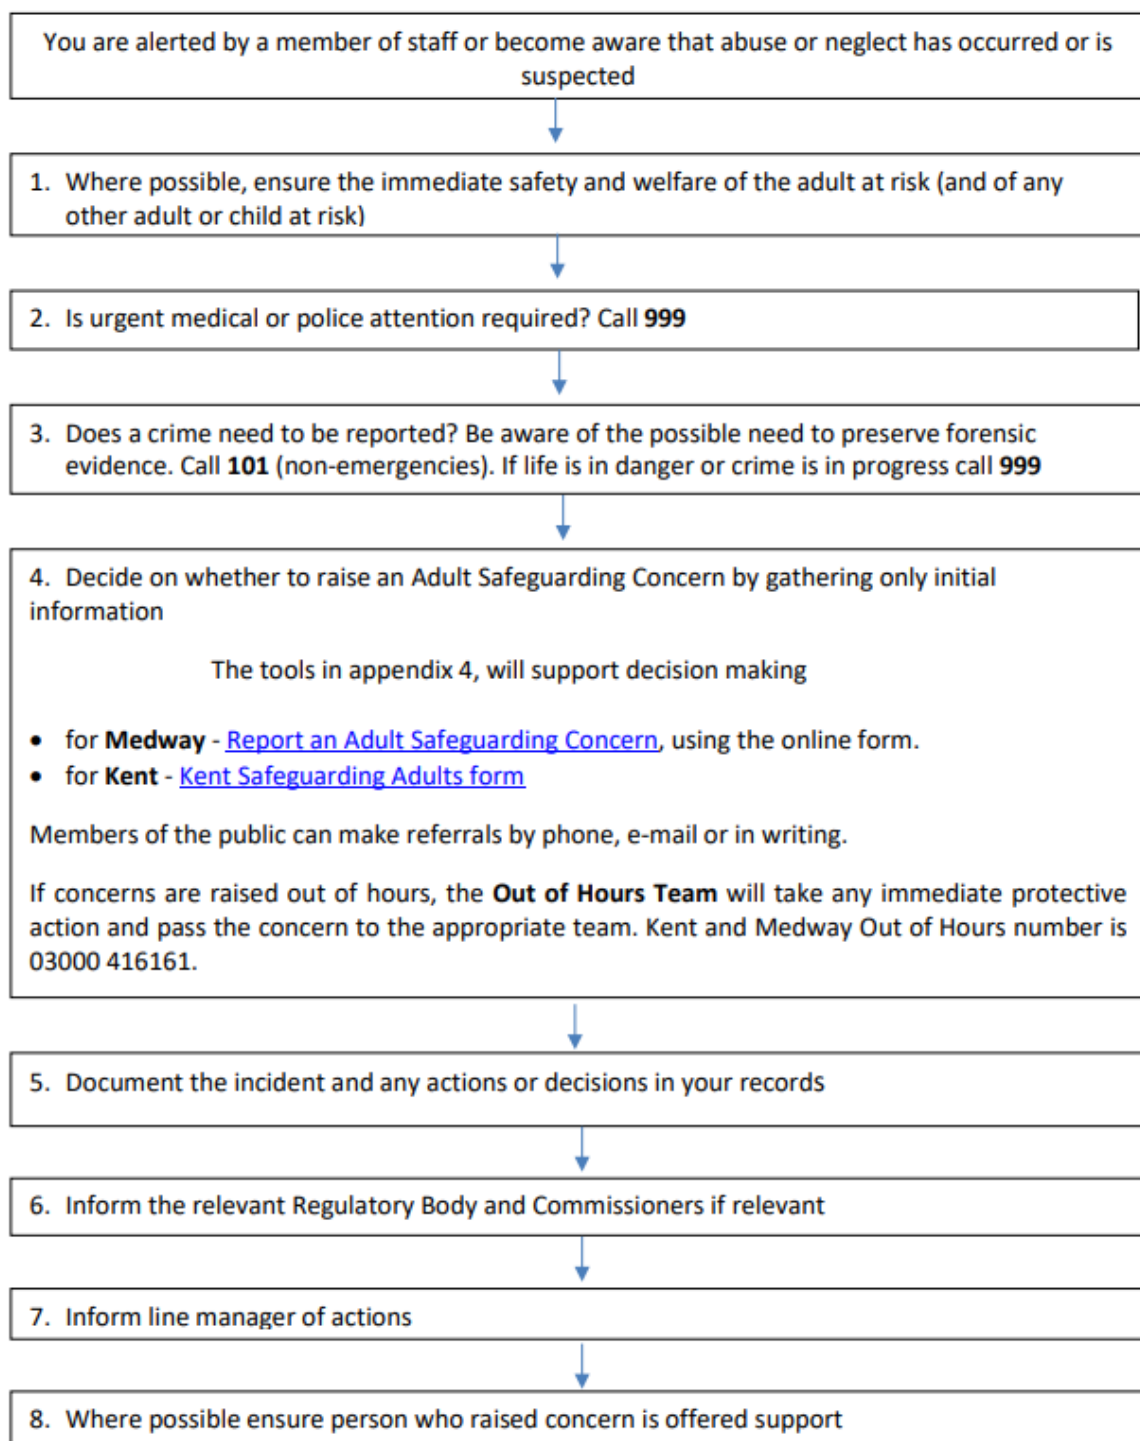 You are alerted by a member of staff or become aware that abuse or neglect has occurred or is
suspected
1. Where possible, ensure the immediate safety and welfare of the adult at risk (and of any
other adult or child at risk)
2. Is urgent medical or police attention required? Call 999
3. Does a crime need to be reported? Be aware of the possible need to preserve forensic
evidence. Call 101 (non-emergencies). If life is in danger or crime is in progress call 999
4. Decide on whether to raise an Adult Safeguarding Concern by gathering only initial
information
The tools in appendix 4, will support decision making
• for Medway - Report an Adult Safeguarding Concern, using the online form.
• for Kent - Kent Safeguarding Adults form
Members of the public can make referrals by phone, e-mail or in writing.
If concerns are raised out of hours, the Out of Hours Team will take any immediate protective
action and pass the concern to the appropriate team. Kent and Medway Out of Hours number is
03000 416161.
5. Document the incident and any actions or decisions in your records
6. Inform the relevant Regulatory Body and Commissioners if relevant
7. Inform line manager of actions
8. Where possible ensure person who raised concern is offered support